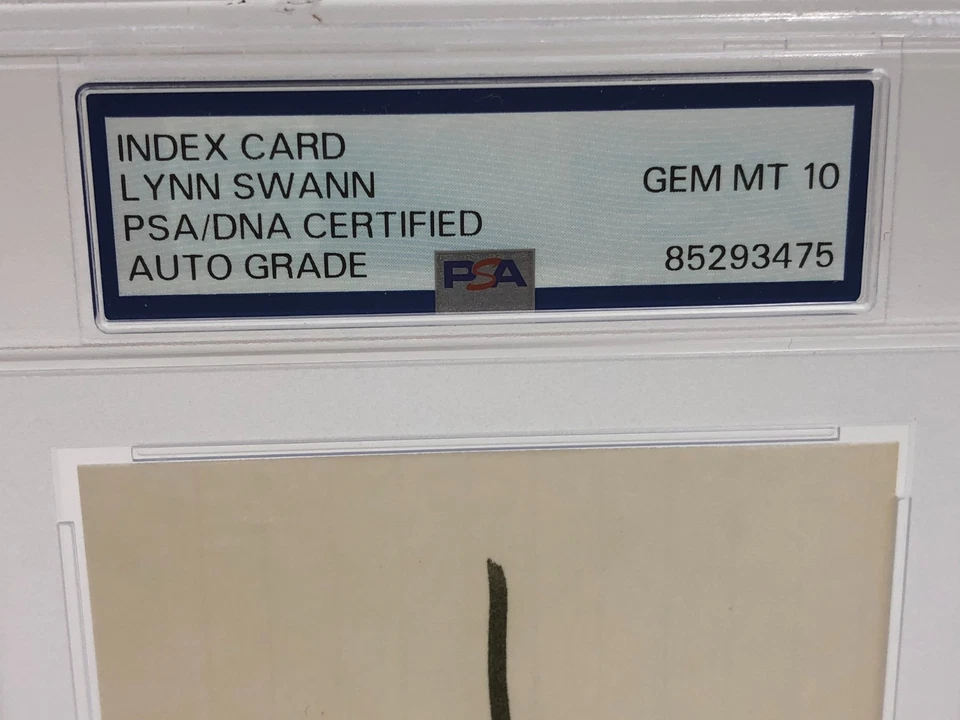 INDEX CARD
LYNN SWANN
GEM MT 10
PSA/DNA CERTIFIED
AUTO GRADE
85293475
PSA